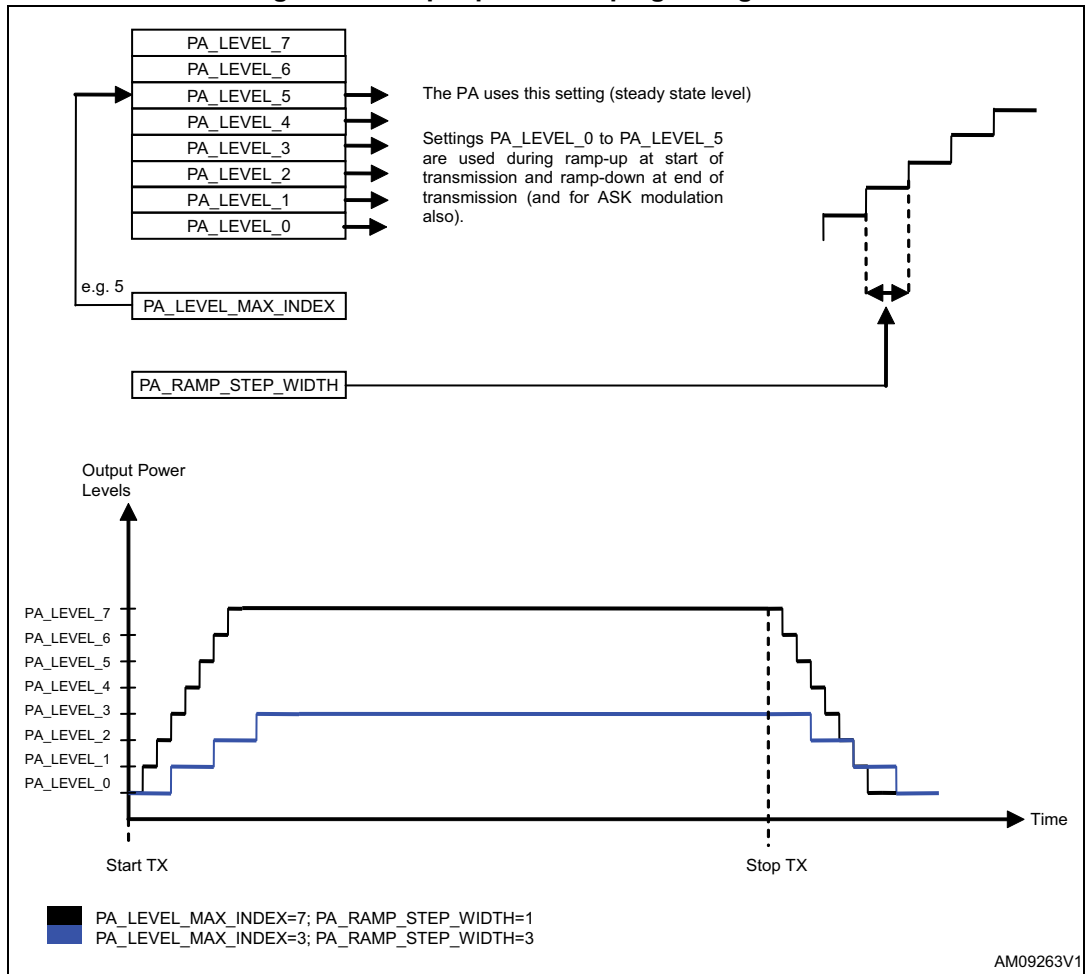 PA_LEVEL_7
PA_LEVEL_6
PA_LEVEL_5
PA_LEVEL_4
PA_LEVEL_3
PA_LEVEL_2
PA_LEVEL_1
PA_LEVEL_0
The PA uses this setting (steady state level)
Settings PA_LEVEL_0 to PA_LEVEL_5
are used during ramp-up at start of
transmission and ramp-down at end of
transmission (and for ASK modulation
also).
e.g. 5
PA_LEVEL_MAX_INDEX
PA_RAMP_STEP_WIDTH
Output Power
Levels
PA_LEVEL_7
PA_LEVEL_6
PA_LEVEL_5
PA_LEVEL_4
PA_LEVEL_3
PA_LEVEL_2
PA_LEVEL_1
PA_LEVEL_0
Time
Start TX
Stop TX
PA_LEVEL_MAX_INDEX=7; PA_RAMP_STEP_WIDTH=1
PA_LEVEL_MAX_INDEX=3; PA_RAMP_STEP_WIDTH=3
AM09263V1